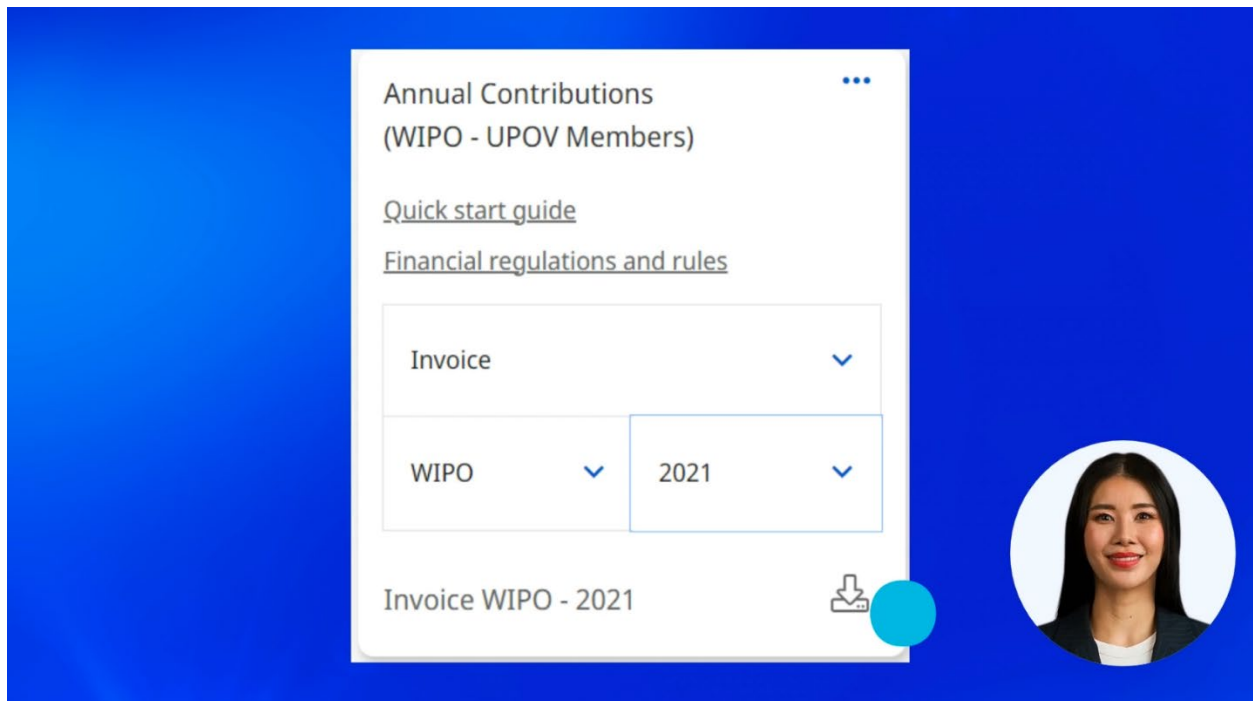 Annual Contributions
(WIPO - UPOV Members)
Quick start guide
Financial regulations and rules
Invoice
WIPO
2021
Invoice WIPO - 2021